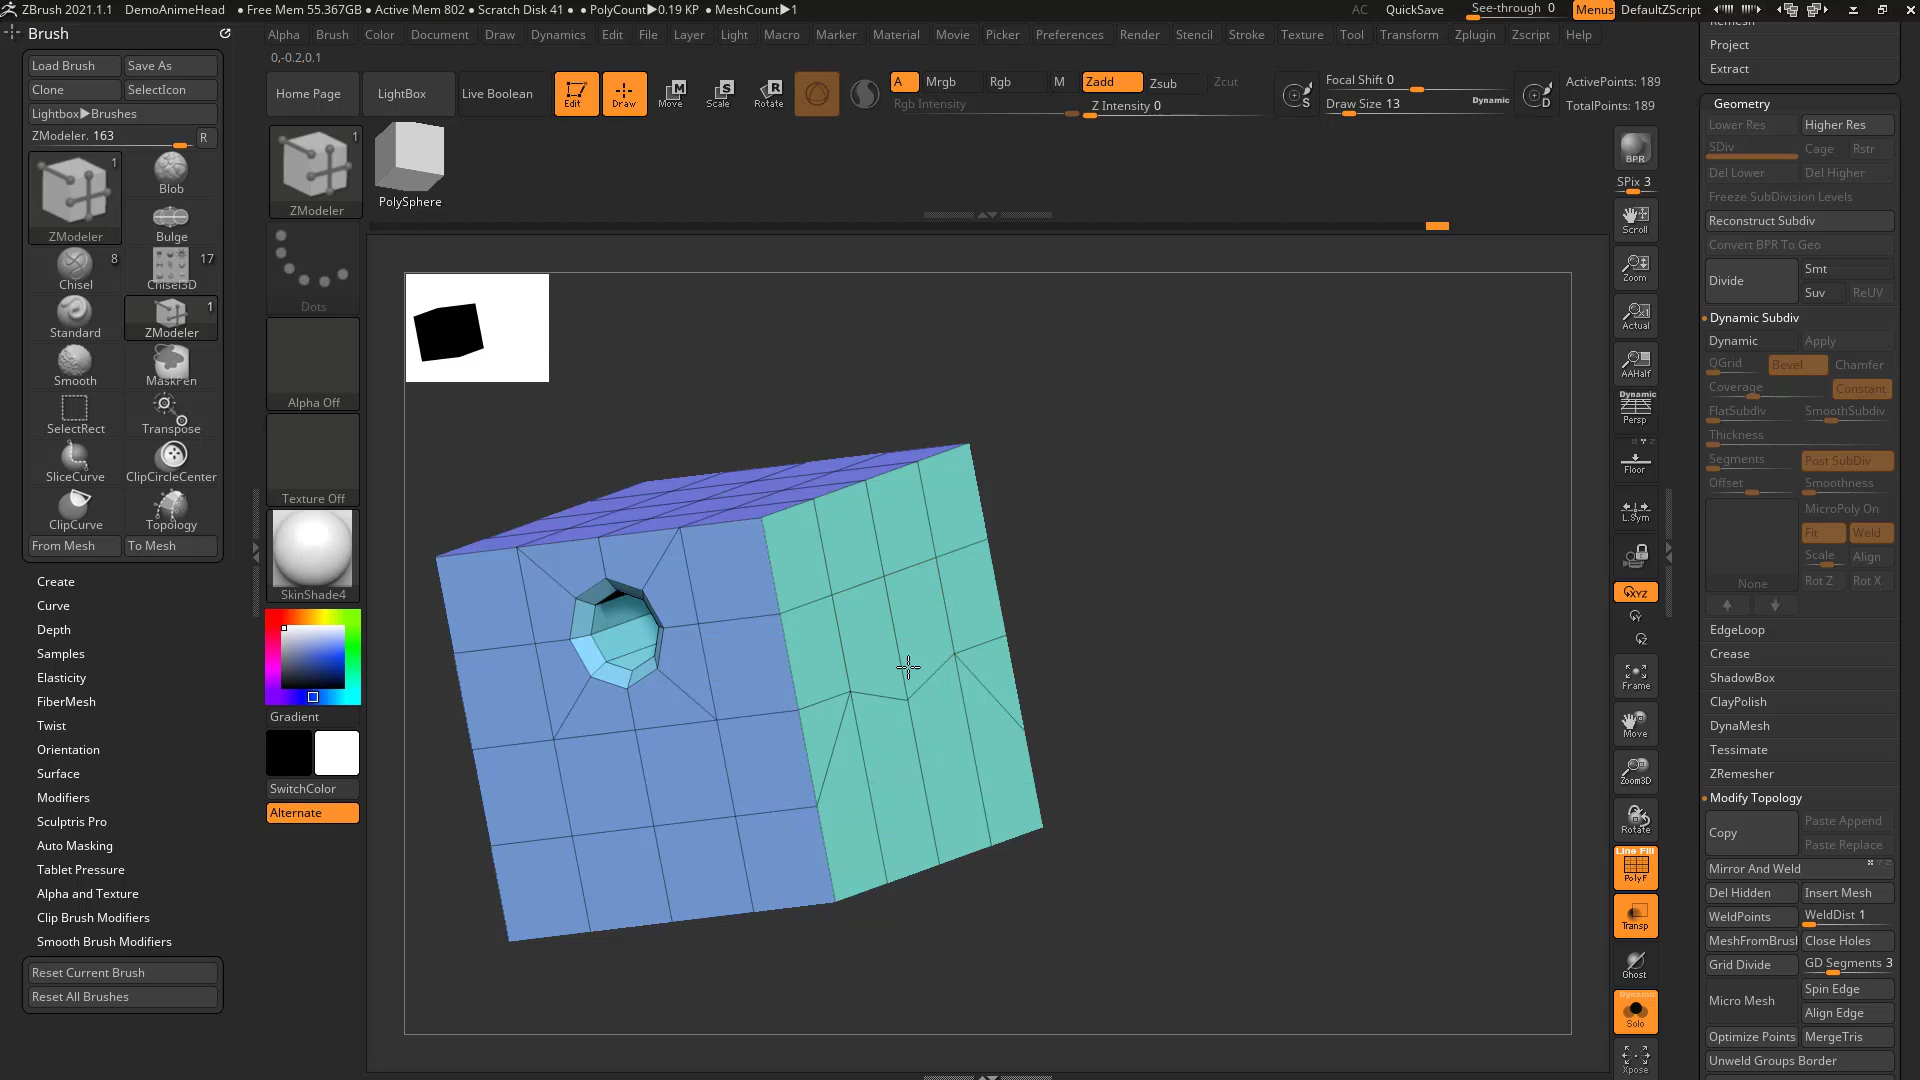 ZBrush 2021.1.1 DemoAnimeHead • Free Mem 55.367GB • Active Mem 802 • Scratch Disk 41 • PolyCount▶0.19 KP • MeshCount▶1 AC QuickSave See-through 0 Menus DefaultZScript
Brush
Alpha Brush Color Document Draw Dynamics Edit File Layer Light Macro Marker Material Movie Picker Preferences Render Stencil Stroke Texture Tool Transform Zplugin Zscript Help
0,-0.2,0.1
Load Brush Save As
Clone SelectIcon
Lightbox▶Brushes
ZModeler. 163 R
1
ZModeler
Blob
Bulge
Chisel 8
Chisel3D 17
Standard
ZModeler 1
Smooth
MaskPen
SelectRect
Transpose
SliceCurve
ClipCircleCenter
ClipCurve
Topology
From Mesh To Mesh
Create
Curve
Depth
Samples
Elasticity
FiberMesh
Twist
Orientation
Surface
Modifiers
Sculptris Pro
Auto Masking
Tablet Pressure
Alpha and Texture
Clip Brush Modifiers
Smooth Brush Modifiers
Reset Current Brush
Reset All Brushes
Home Page LightBox Live Boolean Edit Draw Move Scale Rotate
A Mrgb Rgb M Zadd Zsub Zcut
Rgb Intensity Z Intensity 0
S Focal Shift 0
Draw Size 13 Dynamic
D ActivePoints: 189
TotalPoints: 189
1
ZModeler PolySphere
Dots
Alpha Off
Texture Off
SkinShade4
Gradient
SwitchColor
Alternate
BPR
SPix 3
Scroll
Zoom
Actual
AAHalf
Dynamic
Persp
Floor
L.Sym
XYZ
Y
Z
Frame
Move
Zoom3D
Rotate
Line Fill
PolyF
Transp
Ghost
Dynamic
Solo
Xpose
Project
Extract
Geometry
Lower Res Higher Res
SDiv Cage Rstr
Del Lower Del Higher
Freeze SubDivision Levels
Reconstruct Subdiv
Convert BPR To Geo
Divide Smt
Suv ReUV
Dynamic Subdiv
Dynamic Apply
QGrid Bevel Chamfer
Coverage Constant
FlatSubdiv SmoothSubdiv
Thickness
Segments Post SubDiv
Offset Smoothness
MicroPoly On
Fit Weld
Scale Align
None Rot Z Rot X
EdgeLoop
Crease
ShadowBox
ClayPolish
DynaMesh
Tessimate
ZRemesher
Modify Topology
Copy Paste Append
Paste Replace
Mirror And Weld
Del Hidden Insert Mesh
WeldPoints WeldDist 1
MeshFromBrush Close Holes
Grid Divide GD Segments 3
Micro Mesh Spin Edge
Align Edge
Optimize Points MergeTris
Unweld Groups Border